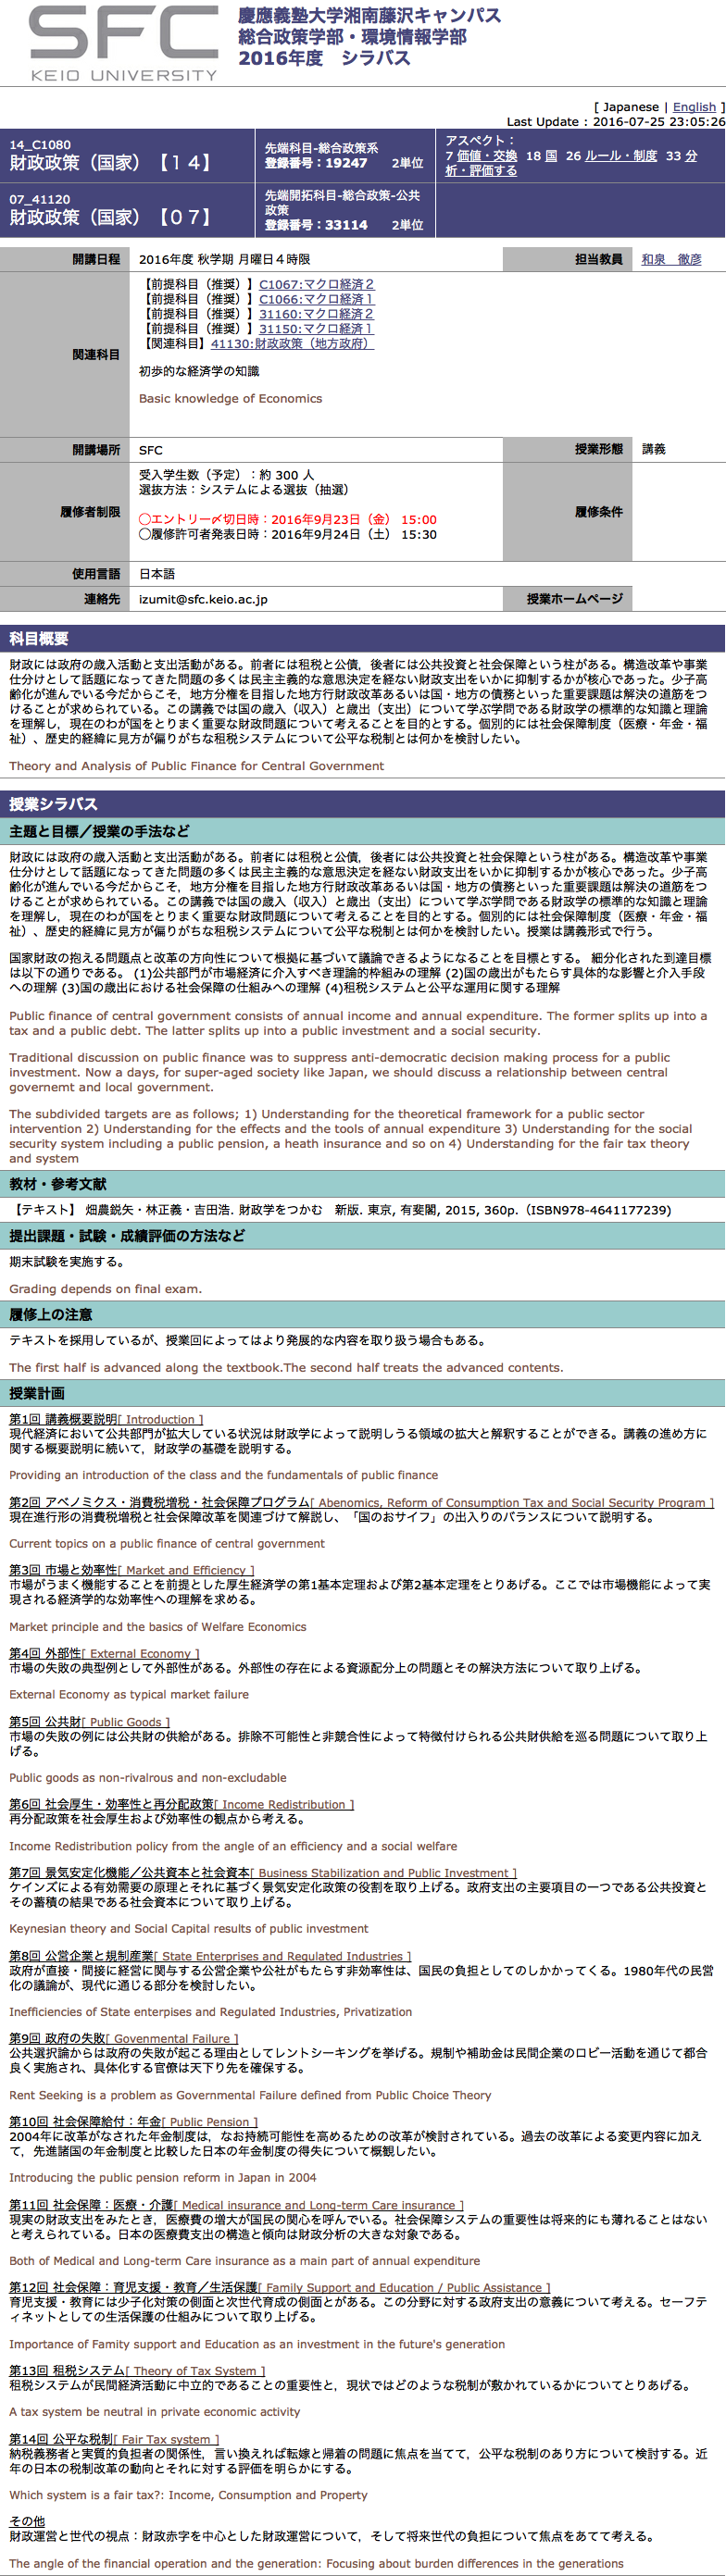 SFC
KEIO UNIVERSITY
慶應義塾大学湘南藤沢キャンパス
総合政策学部・環境情報学部
2016年度　シラバス
[ Japanese | English ]
Last Update : 2016-07-25 23:05:26
14_C1080
財政政策（国家）【１４】
先端科目-総合政策系
登録番号：19247　2単位
アスペクト：
7 価値・交換　18 国　26 ルール・制度　33 分
析・評価する
07_41120
財政政策（国家）【０７】
先端開拓科目-総合政策-公共
政策
登録番号：33114　2単位
開講日程　2016年度 秋学期 月曜日４時限　担当教員　和泉　徹彦
関連科目
【前提科目（推奨）】C1067:マクロ経済２
【前提科目（推奨）】C1066:マクロ経済１
【前提科目（推奨）】31160:マクロ経済２
【前提科目（推奨）】31150:マクロ経済１
【関連科目】41130:財政政策（地方政府）
初歩的な経済学の知識
Basic knowledge of Economics
開講場所　SFC　授業形態　講義
履修者制限
受入学生数（予定）：約 300 人
選抜方法：システムによる選抜（抽選）
◯エントリー〆切日時：2016年9月23日（金） 15:00
◯履修許可者発表日時：2016年9月24日（土） 15:30
履修条件
使用言語　日本語
連絡先　izumit@sfc.keio.ac.jp　授業ホームページ
科目概要
財政には政府の歳入活動と支出活動がある。前者には租税と公債，後者には公共投資と社会保障という柱がある。構造改革や事業
仕分けとして話題になってきた問題の多くは民主主義的な意思決定を経ない財政支出をいかに抑制するかが核心であった。少子高
齢化が進んでいる今だからこそ，地方分権を目指した地方行財政改革あるいは国・地方の債務といった重要課題は解決の道筋をつ
けることが求められている。この講義では国の歳入（収入）と歳出（支出）について学ぶ学問である財政学の標準的な知識と理論
を理解し，現在のわが国をとりまく重要な財政問題について考えることを目的とする。個別的には社会保障制度（医療・年金・福
祉）、歴史的経緯に見方が偏りがちな租税システムについて公平な税制とは何かを検討したい。
Theory and Analysis of Public Finance for Central Government
授業シラバス
主題と目標／授業の手法など
財政には政府の歳入活動と支出活動がある。前者には租税と公債，後者には公共投資と社会保障という柱がある。構造改革や事業
仕分けとして話題になってきた問題の多くは民主主義的な意思決定を経ない財政支出をいかに抑制するかが核心であった。少子高
齢化が進んでいる今だからこそ，地方分権を目指した地方行財政改革あるいは国・地方の債務といった重要課題は解決の道筋をつ
けることが求められている。この講義では国の歳入（収入）と歳出（支出）について学ぶ学問である財政学の標準的な知識と理論
を理解し，現在のわが国をとりまく重要な財政問題について考えることを目的とする。個別的には社会保障制度（医療・年金・福
祉）、歴史的経緯に見方が偏りがちな租税システムについて公平な税制とは何かを検討したい。授業は講義形式で行う。
国家財政の抱える問題点と改革の方向性について根拠に基づいて議論できるようになることを目標とする。 細分化された到達目標
は以下の通りである。 (1)公共部門が市場経済に介入すべき理論的枠組みの理解 (2)国の歳出がもたらす具体的な影響と介入手段
への理解 (3)国の歳出における社会保障の仕組みへの理解 (4)租税システムと公平な運用に関する理解
Public finance of central government consists of annual income and annual expenditure. The former splits up into a
tax and a public debt. The latter splits up into a public investment and a social security.
Traditional discussion on public finance was to suppress anti-democratic decision making process for a public
investment. Now a days, for super-aged society like Japan, we should discuss a relationship between central
governemt and local government.
The subdivided targets are as follows; 1) Understanding for the theoretical framework for a public sector
intervention 2) Understanding for the effects and the tools of annual expenditure 3) Understanding for the social
security system including a public pension, a heath insurance and so on 4) Understanding for the fair tax theory
and system
教材・参考文献
【テキスト】 畑農鋭矢・林正義・吉田浩. 財政学をつかむ　新版. 東京, 有斐閣, 2015, 360p.（ISBN978-4641177239)
提出課題・試験・成績評価の方法など
期末試験を実施する。
Grading depends on final exam.
履修上の注意
テキストを採用しているが、授業回によってはより発展的な内容を取り扱う場合もある。
The first half is advanced along the textbook.The second half treats the advanced contents.
授業計画
第1回 講義概要説明[ Introduction ]
現代経済において公共部門が拡大している状況は財政学によって説明しうる領域の拡大と解釈することができる。講義の進め方に
関する概要説明に続いて，財政学の基礎を説明する。
Providing an introduction of the class and the fundamentals of public finance
第2回 アベノミクス・消費税増税・社会保障プログラム[ Abenomics, Reform of Consumption Tax and Social Security Program ]
現在進行形の消費税増税と社会保障改革を関連づけて解説し、「国のおサイフ」の出入りのバランスについて説明する。
Current topics on a public finance of central government
第3回 市場と効率性[ Market and Efficiency ]
市場がうまく機能することを前提とした厚生経済学の第1基本定理および第2基本定理をとりあげる。ここでは市場機能によって実
現される経済学的な効率性への理解を求める。
Market principle and the basics of Welfare Economics
第4回 外部性[ External Economy ]
市場の失敗の典型例として外部性がある。外部性の存在による資源配分上の問題とその解決方法について取り上げる。
External Economy as typical market failure
第5回 公共財[ Public Goods ]
市場の失敗の例には公共財の供給がある。排除不可能性と非競合性によって特徴付けられる公共財供給を巡る問題について取り上
げる。
Public goods as non-rivalrous and non-excludable
第6回 社会厚生・効率性と再分配政策[ Income Redistribution ]
再分配政策を社会厚生および効率性の観点から考える。
Income Redistribution policy from the angle of an efficiency and a social welfare
第7回 景気安定化機能／公共資本と社会資本[ Business Stabilization and Public Investment ]
ケインズによる有効需要の原理とそれに基づく景気安定化政策の役割を取り上げる。政府支出の主要項目の一つである公共投資と
その蓄積の結果である社会資本について取り上げる。
Keynesian theory and Social Capital results of public investment
第8回 公営企業と規制産業[ State Enterprises and Regulated Industries ]
政府が直接・間接に経営に関与する公営企業や公社がもたらす非効率性は、国民の負担としてのしかかってくる。1980年代の民営
化の議論が、現代に通じる部分を検討したい。
Inefficiencies of State enterpises and Regulated Industries, Privatization
第9回 政府の失敗[ Govenmental Failure ]
公共選択論からは政府の失敗が起こる理由としてレントシーキングを挙げる。規制や補助金は民間企業のロビー活動を通じて都合
良く実施され、具体化する官僚は天下り先を確保する。
Rent Seeking is a problem as Governmental Failure defined from Public Choice Theory
第10回 社会保障給付：年金[ Public Pension ]
2004年に改革がなされた年金制度は，なお持続可能性を高めるための改革が検討されている。過去の改革による変更内容に加え
て，先進諸国の年金制度と比較した日本の年金制度の得失について概観したい。
Introducing the public pension reform in Japan in 2004
第11回 社会保障：医療・介護[ Medical insurance and Long-term Care insurance ]
現実の財政支出をみたとき，医療費の増大が国民の関心を呼んでいる。社会保障システムの重要性は将来的にも薄れることはない
と考えられている。日本の医療費支出の構造と傾向は財政分析の大きな対象である。
Both of Medical and Long-term Care insurance as a main part of annual expenditure
第12回 社会保障：育児支援・教育／生活保護[ Family Support and Education / Public Assistance ]
育児支援・教育には少子化対策の側面と次世代育成の側面とがある。この分野に対する政府支出の意義について考える。セーフテ
ィネットとしての生活保護の仕組みについて取り上げる。
Importance of Famity support and Education as an investment in the future's generation
第13回 租税システム[ Theory of Tax System ]
租税システムが民間経済活動に中立的であることの重要性と，現状ではどのような税制が敷かれているかについてとりあげる。
A tax system be neutral in private economic activity
第14回 公平な税制[ Fair Tax system ]
納税義務者と実質的負担者の関係性，言い換えれば転嫁と帰着の問題に焦点を当てて，公平な税制のあり方について検討する。近
年の日本の税制改革の動向とそれに対する評価を明らかにする。
Which system is a fair tax?: Income, Consumption and Property
その他
財政運営と世代の視点：財政赤字を中心とした財政運営について，そして将来世代の負担について焦点をあてて考える。
The angle of the financial operation and the generation: Focusing about burden differences in the generations